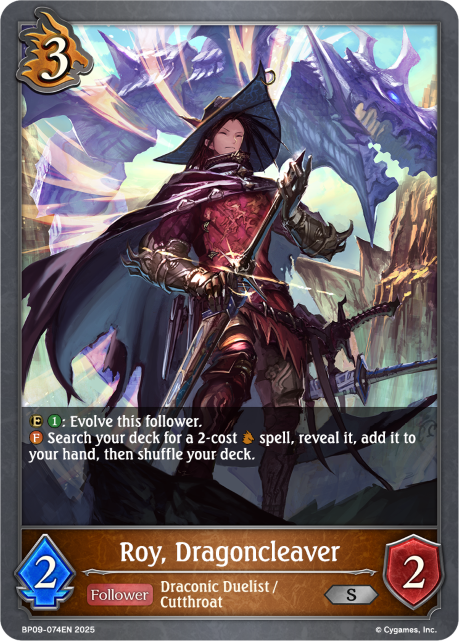 3
E 1: Evolve this follower.
F Search your deck for a 2-cost spell, reveal it, add it to
your hand, then shuffle your deck.
Roy, Dragoncleaver
2
Follower
Draconic Duelist /
Cutthroat
S
2
BP09-074EN 2025
© Cygames, Inc.